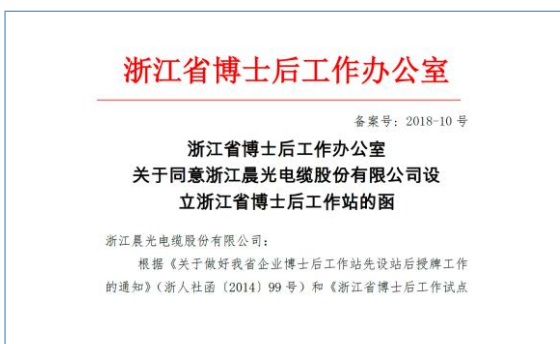 浙江省博士后工作办公室
备案号：2018-10 号
浙江省博士后工作办公室
关于同意浙江晨光电缆股份有限公司设
立浙江省博士后工作站的函
浙江晨光电缆股份有限公司：
根据《关于做好我省企业博士后工作站先设站后授牌工作
的通知》（浙人社函〔2014〕99 号）和《浙江省博士后工作试点